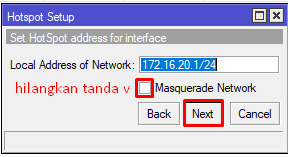 Hotspot Setup
Set HotSpot address for interface
Local Address of Network: 172.16.20.1/24
hilangkan tanda v Masquerade Network
Back Next Cancel